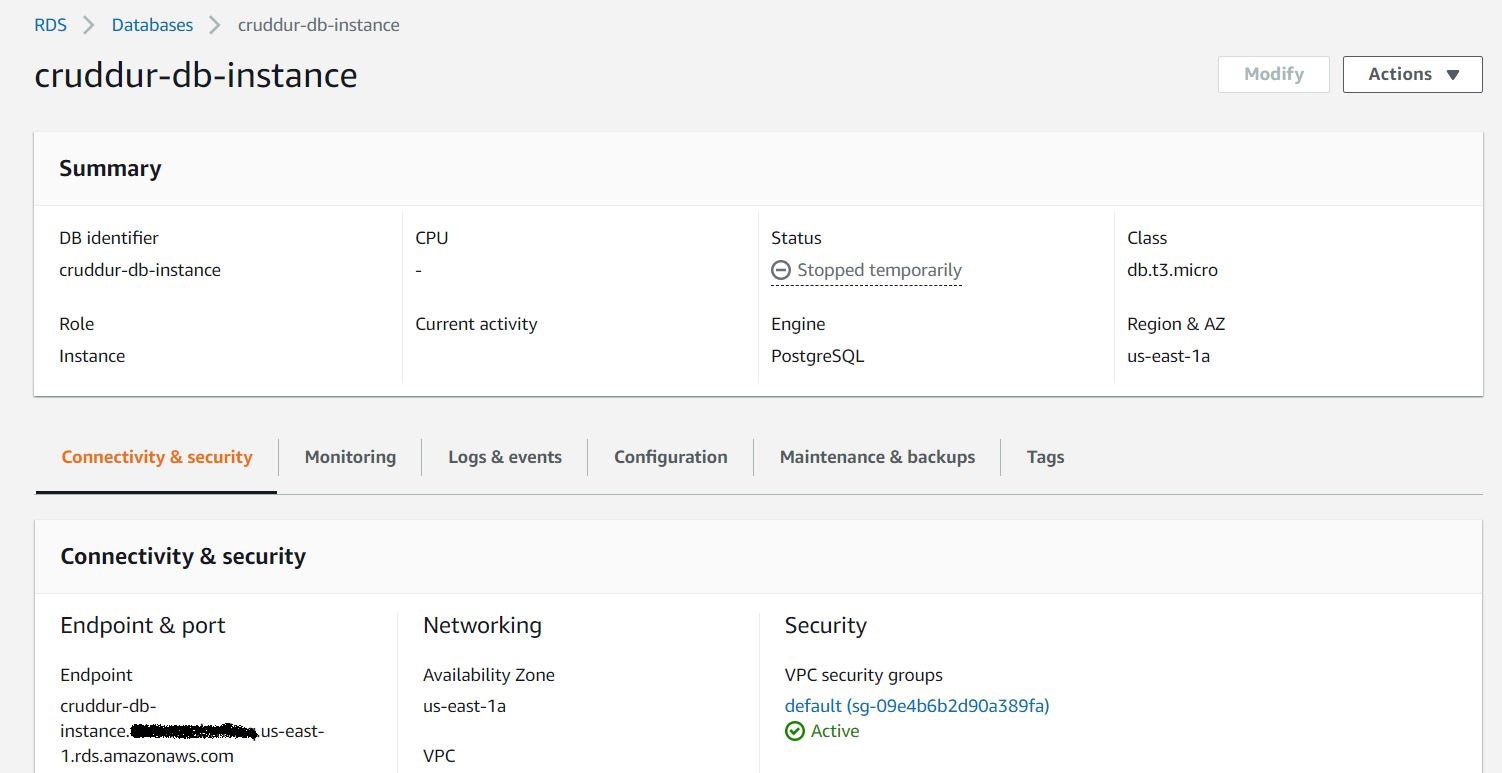 RDS > Databases > cruddur-db-instance
cruddur-db-instance
Modify
Actions
Summary
DB identifier
cruddur-db-instance
CPU
-
Status
Stopped temporarily
Class
db.t3.micro
Role
Instance
Current activity
Engine
PostgreSQL
Region & AZ
us-east-1a
Connectivity & security
Monitoring
Logs & events
Configuration
Maintenance & backups
Tags
Connectivity & security
Endpoint & port
Endpoint
cruddur-db-
instance. .us-east-
1.rds.amazonaws.com
Networking
Availability Zone
us-east-1a
VPC
Security
VPC security groups
default (sg-09e4b6b2d90a389fa)
Active